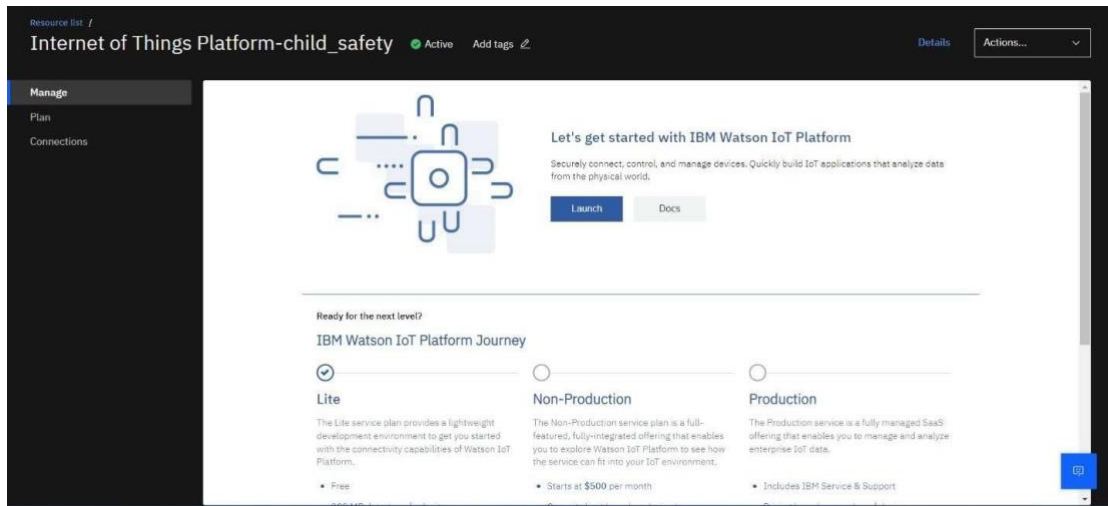 Resource list /
Internet of Things Platform-child_safety Active Add tags
Details Actions...
Manage
Plan
Connections
Let's get started with IBM Watson IoT Platform
Securely connect, control, and manage devices. Quickly build IoT applications that analyze data
from the physical world.
Launch Docs
Ready for the next level?
IBM Watson IoT Platform Journey
Lite
The Lite service plan provides a lightweight
development environment to get you started
with the connectivity capabilities of Watson IoT
Platform.
• Free
Non-Production
The Non-Production service plan is a full-
featured, fully-integrated offering that enables
you to explore Watson IoT Platform to see how
the service can fit into your IoT environment.
• Starts at $500 per month
Production
The Production service is a fully managed SaaS
offering that enables you to manage and analyze
enterprise IoT data.
• Includes IBM Service & Support